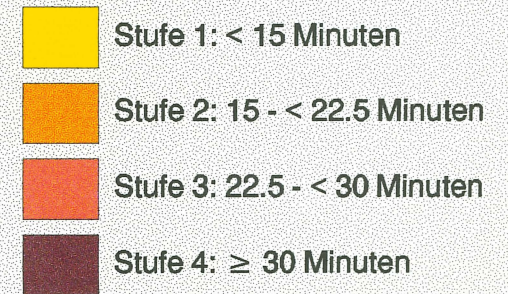 Stufe 1: < 15 Minuten
Stufe 2: 15 - < 22.5 Minuten
Stufe 3: 22.5 - < 30 Minuten
Stufe 4: ≥ 30 Minuten